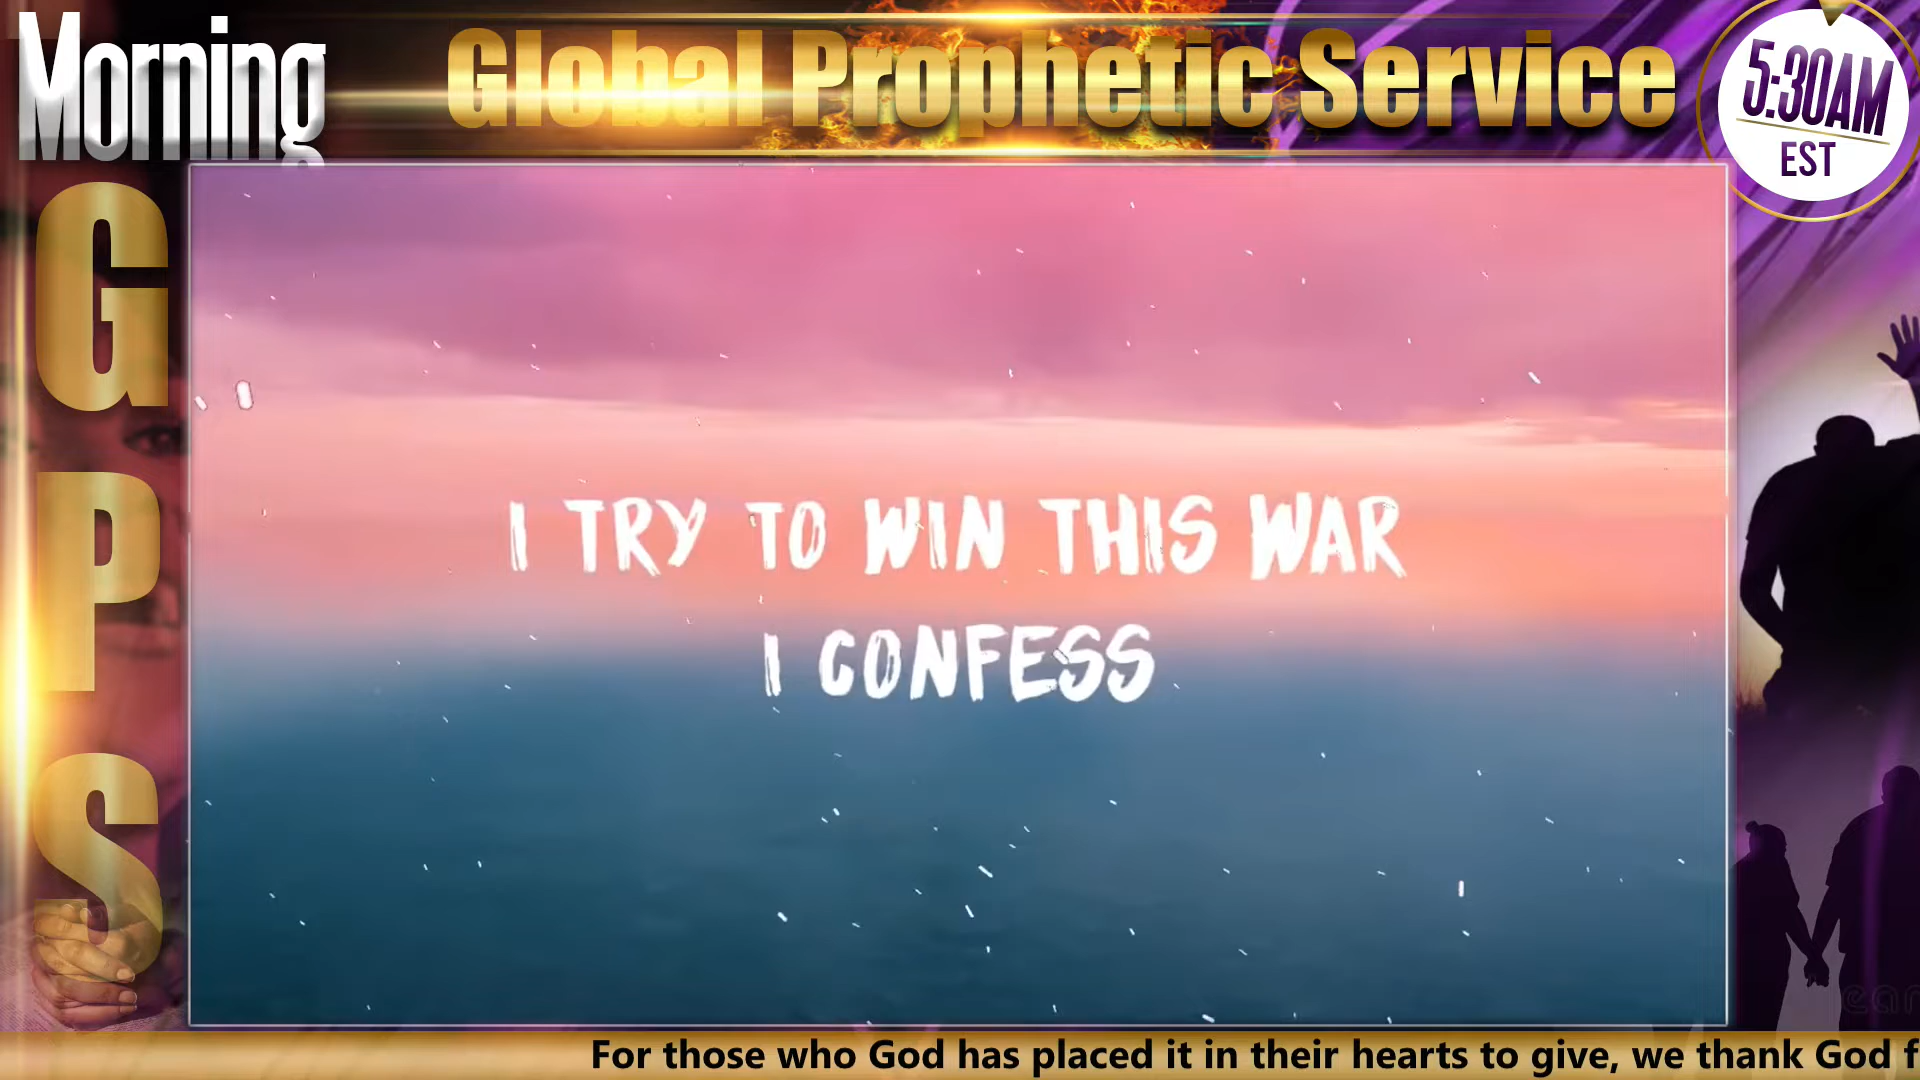 Morning
Global Prophetic Service
5:30AM
EST
G
P
S
I TRY TO WIN THIS WAR
I CONFESS
For those who God has placed it in their hearts to give, we thank God f